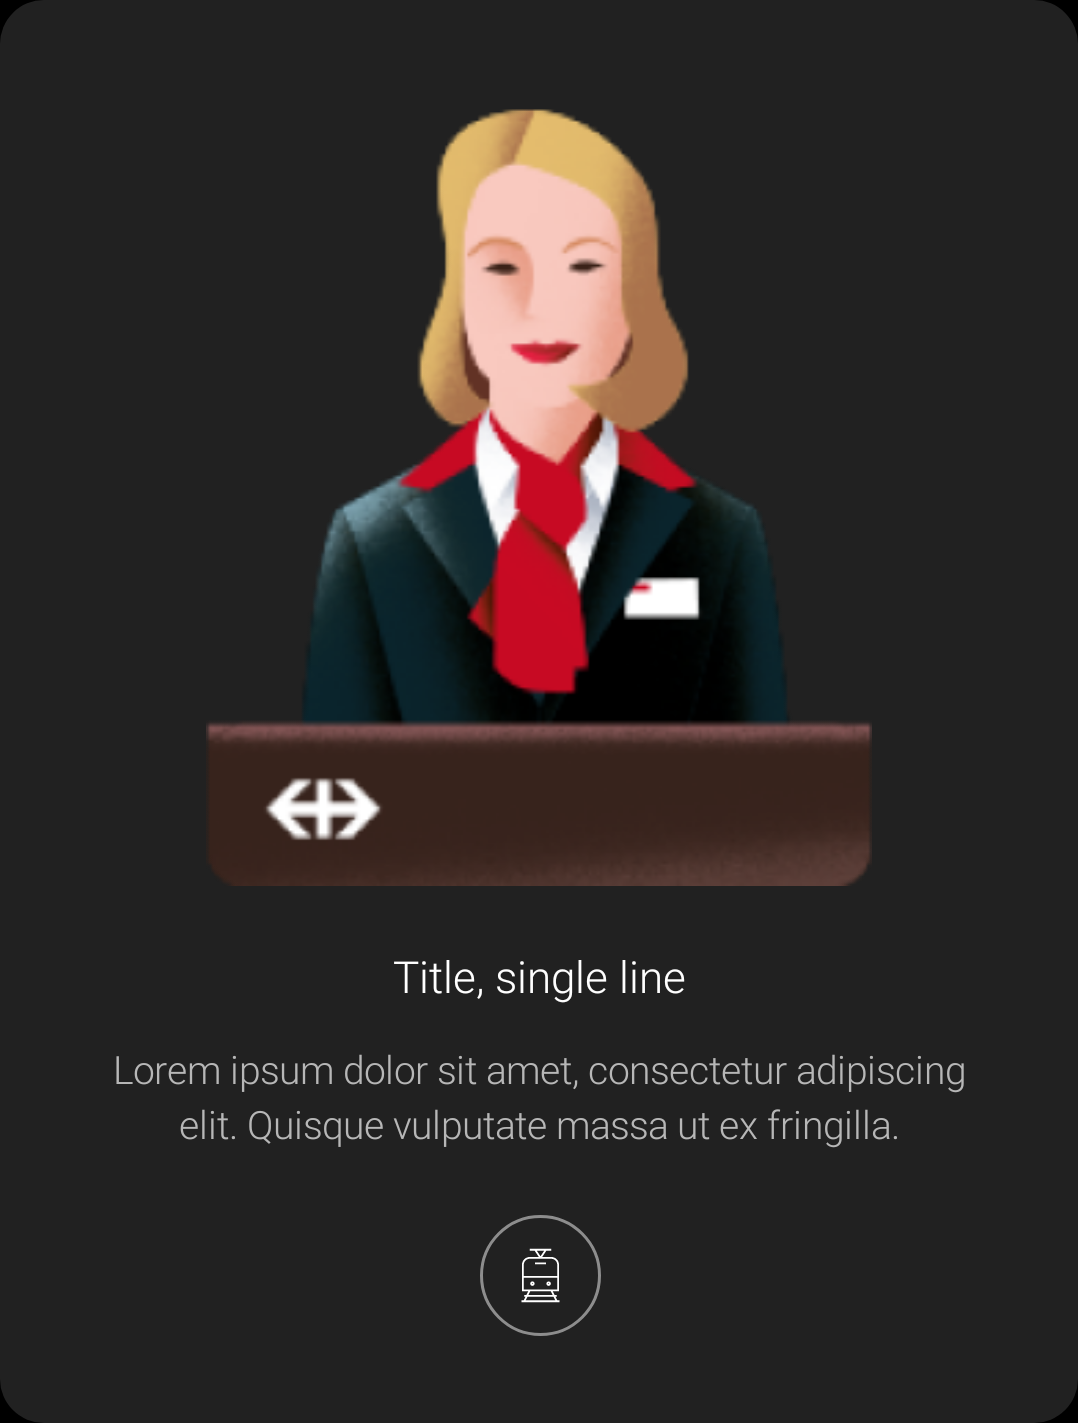 Title, single line
Lorem ipsum dolor sit amet, consectetur adipiscing
elit. Quisque vulputate massa ut ex fringilla.